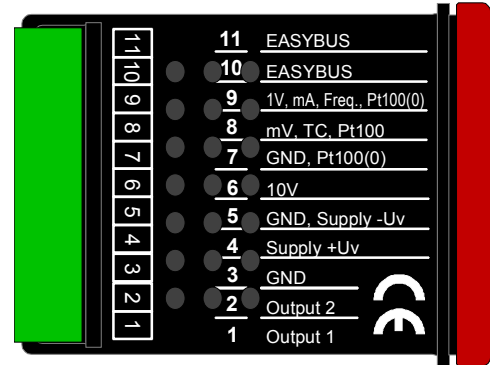 11 EASYBUS
10 EASYBUS
9 1V, mA, Freq., Pt100(0)
8 mV, TC, Pt100
7 GND, Pt100(0)
6 10V
5 GND, Supply -Uv
4 Supply +Uv
3 GND
2 Output 2
1 Output 1
11
10
9
8
7
6
5
4
3
2
1
CE